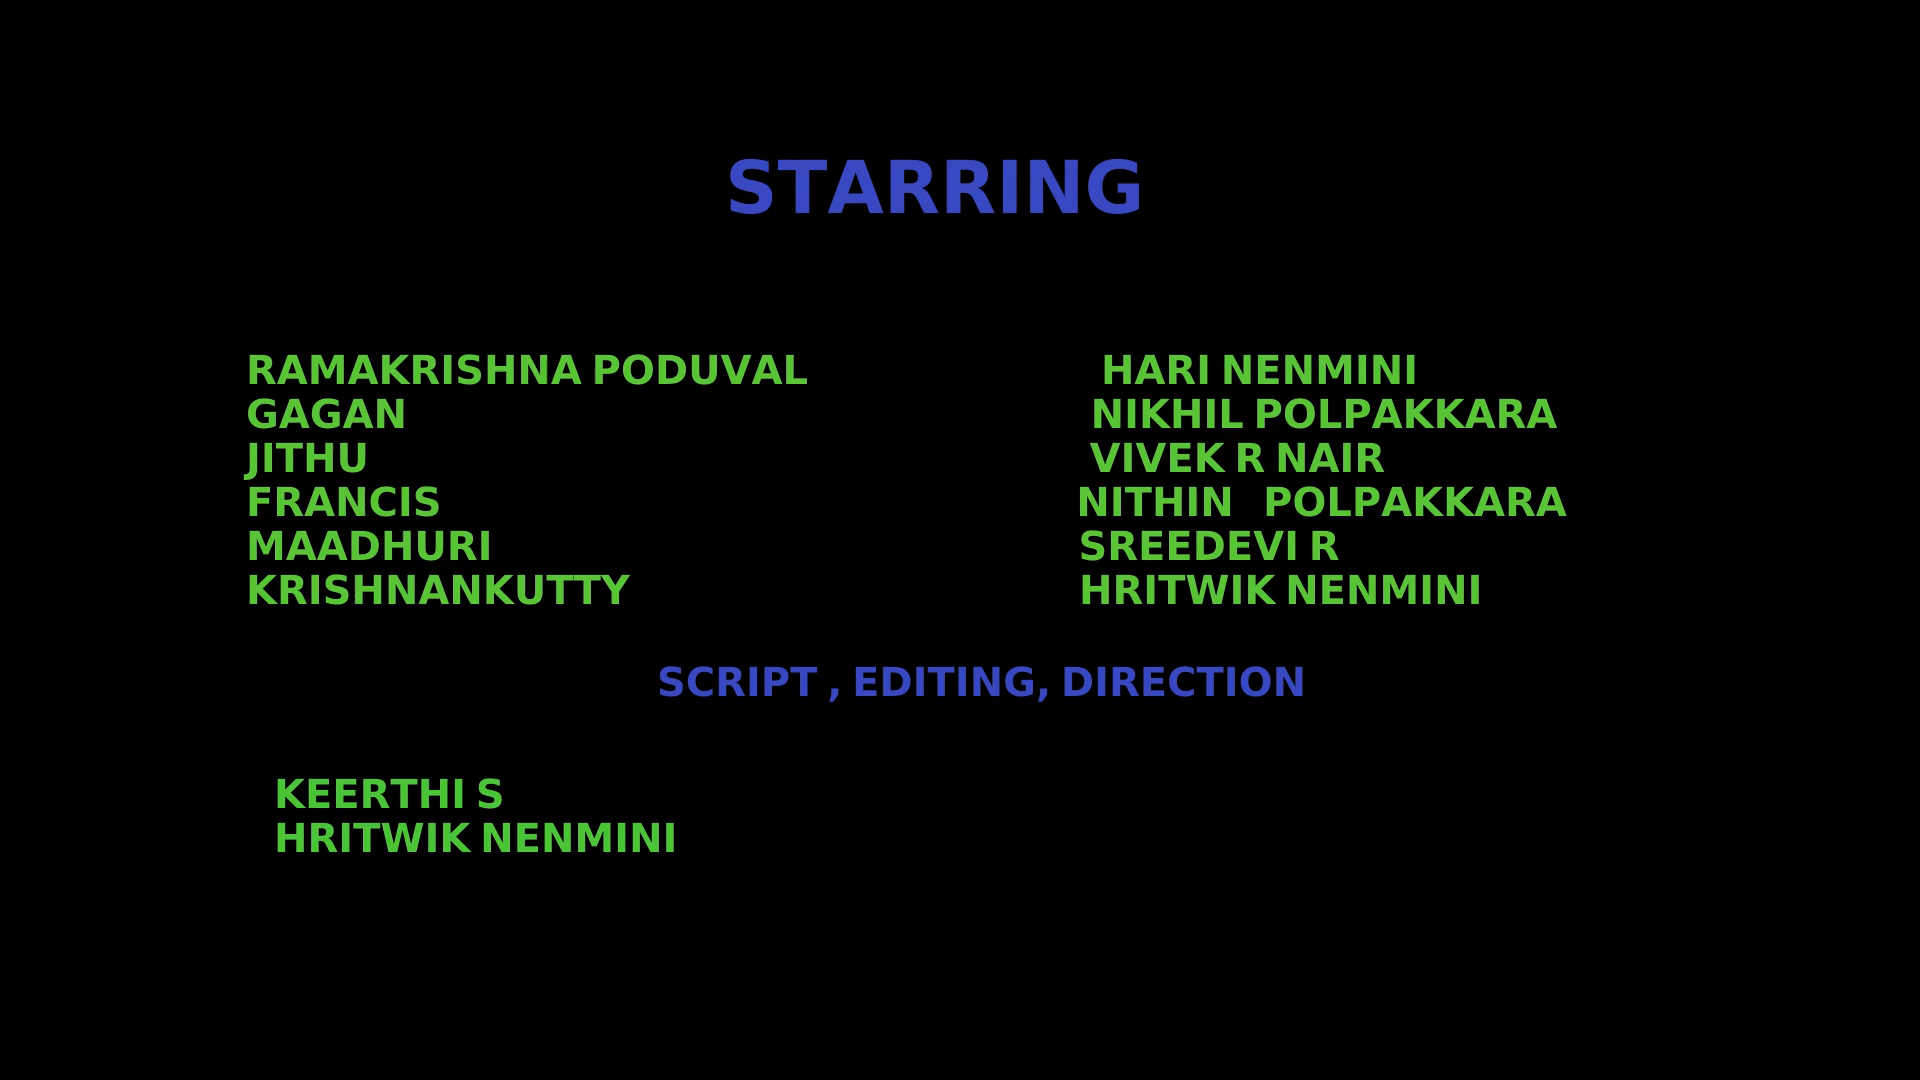 STARRING
RAMAKRISHNA PODUVAL HARI NENMINI
GAGAN NIKHIL POLPAKKARA
JITHU VIVEK R NAIR
FRANCIS NITHIN POLPAKKARA
MAADHURI SREEDEVI R
KRISHNANKUTTY HRITWIK NENMINI
SCRIPT , EDITING, DIRECTION
KEERTHI S
HRITWIK NENMINI